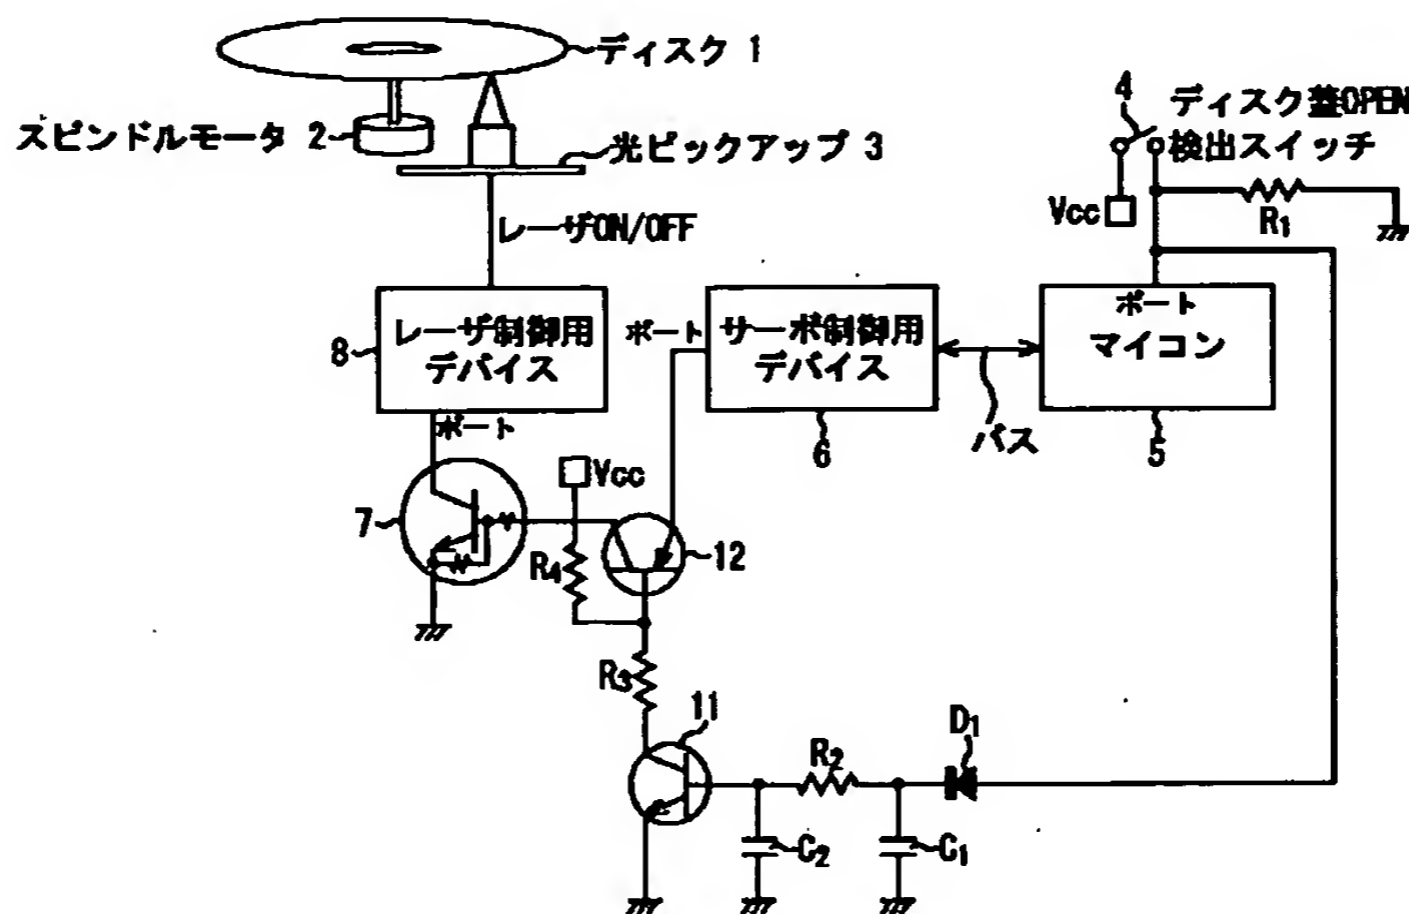 ディスク 1
スピンドルモータ 2
光ピックアップ 3
4
ディスク蓋OPEN
検出スイッチ
Vcc
R1
レーザON/OFF
8
レーザ制御用
デバイス
ポート
ポート
サーボ制御用
デバイス
6
バス
ポート
マイコン
5
7
Vcc
R4
12
R3
11
R2
D1
C2
C1